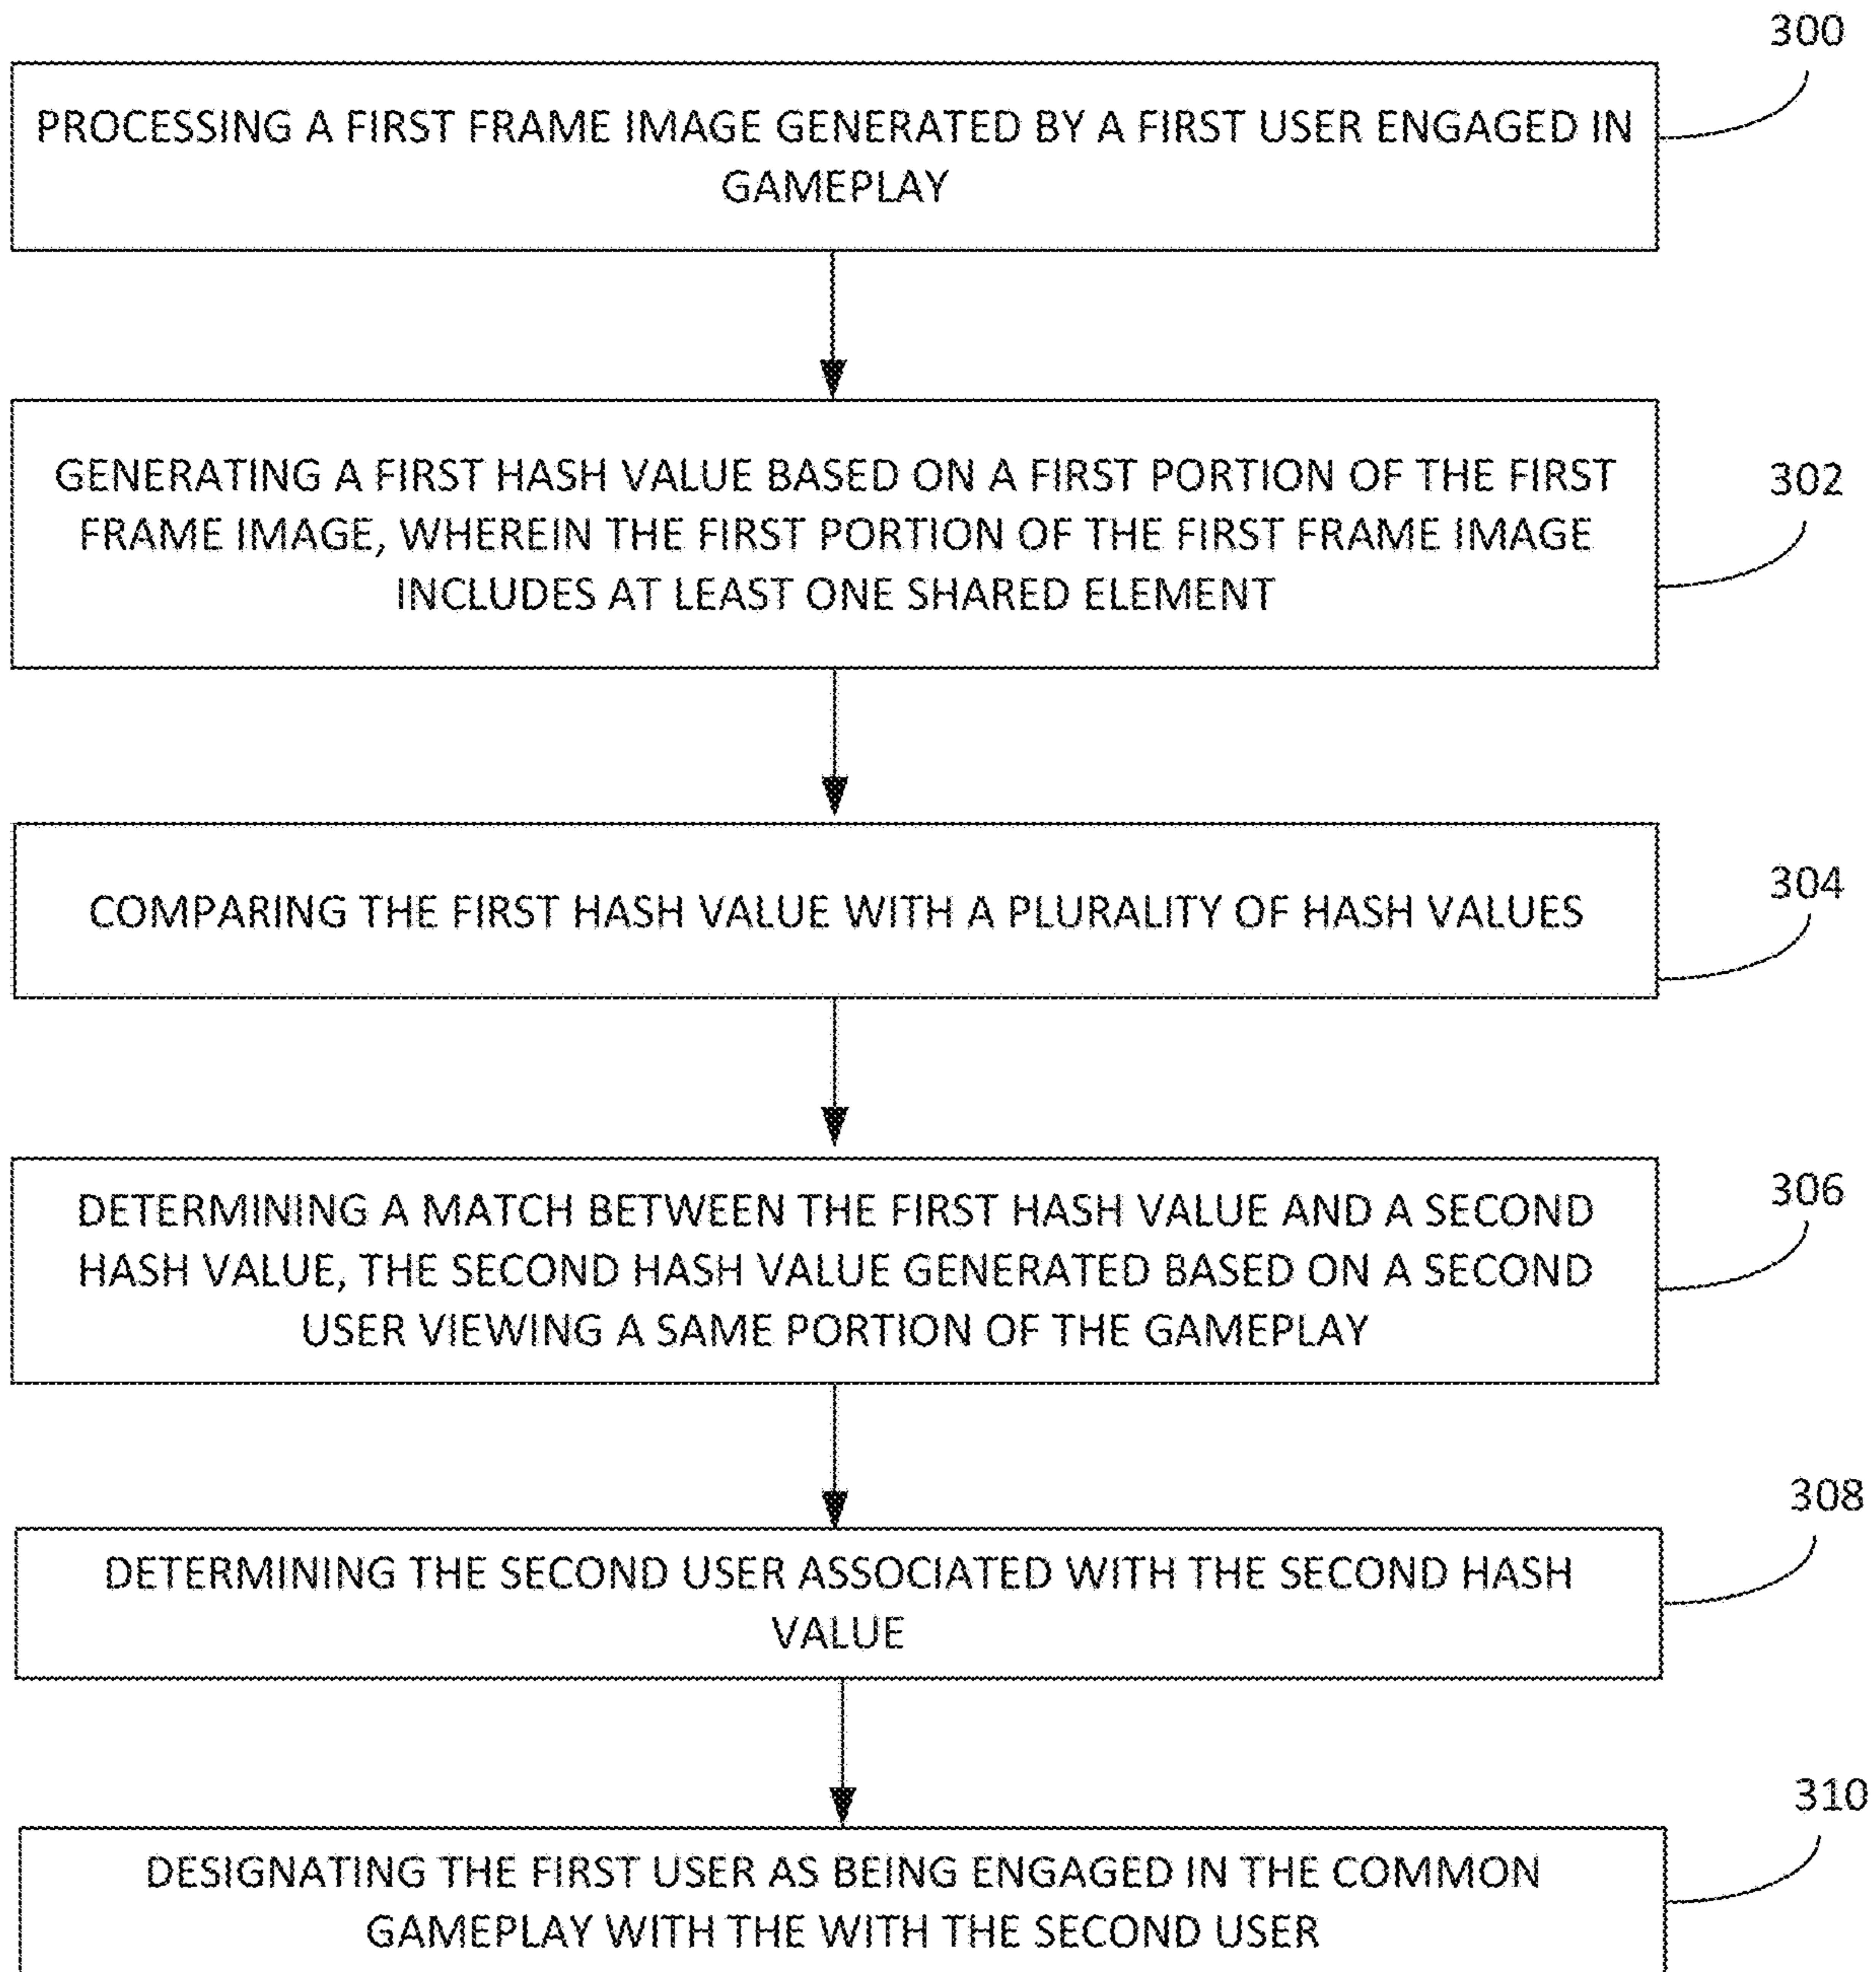 300
PROCESSING A FIRST FRAME IMAGE GENERATED BY A FIRST USER ENGAGED IN
GAMEPLAY
GENERATING A FIRST HASH VALUE BASED ON A FIRST PORTION OF THE FIRST
FRAME IMAGE, WHEREIN THE FIRST PORTION OF THE FIRST FRAME IMAGE
INCLUDES AT LEAST ONE SHARED ELEMENT
302
COMPARING THE FIRST HASH VALUE WITH A PLURALITY OF HASH VALUES
304
DETERMINING A MATCH BETWEEN THE FIRST HASH VALUE AND A SECOND
HASH VALUE, THE SECOND HASH VALUE GENERATED BASED ON A SECOND
USER VIEWING A SAME PORTION OF THE GAMEPLAY
306
308
DETERMINING THE SECOND USER ASSOCIATED WITH THE SECOND HASH
VALUE
310
DESIGNATING THE FIRST USER AS BEING ENGAGED IN THE COMMON
GAMEPLAY WITH THE WITH THE SECOND USER